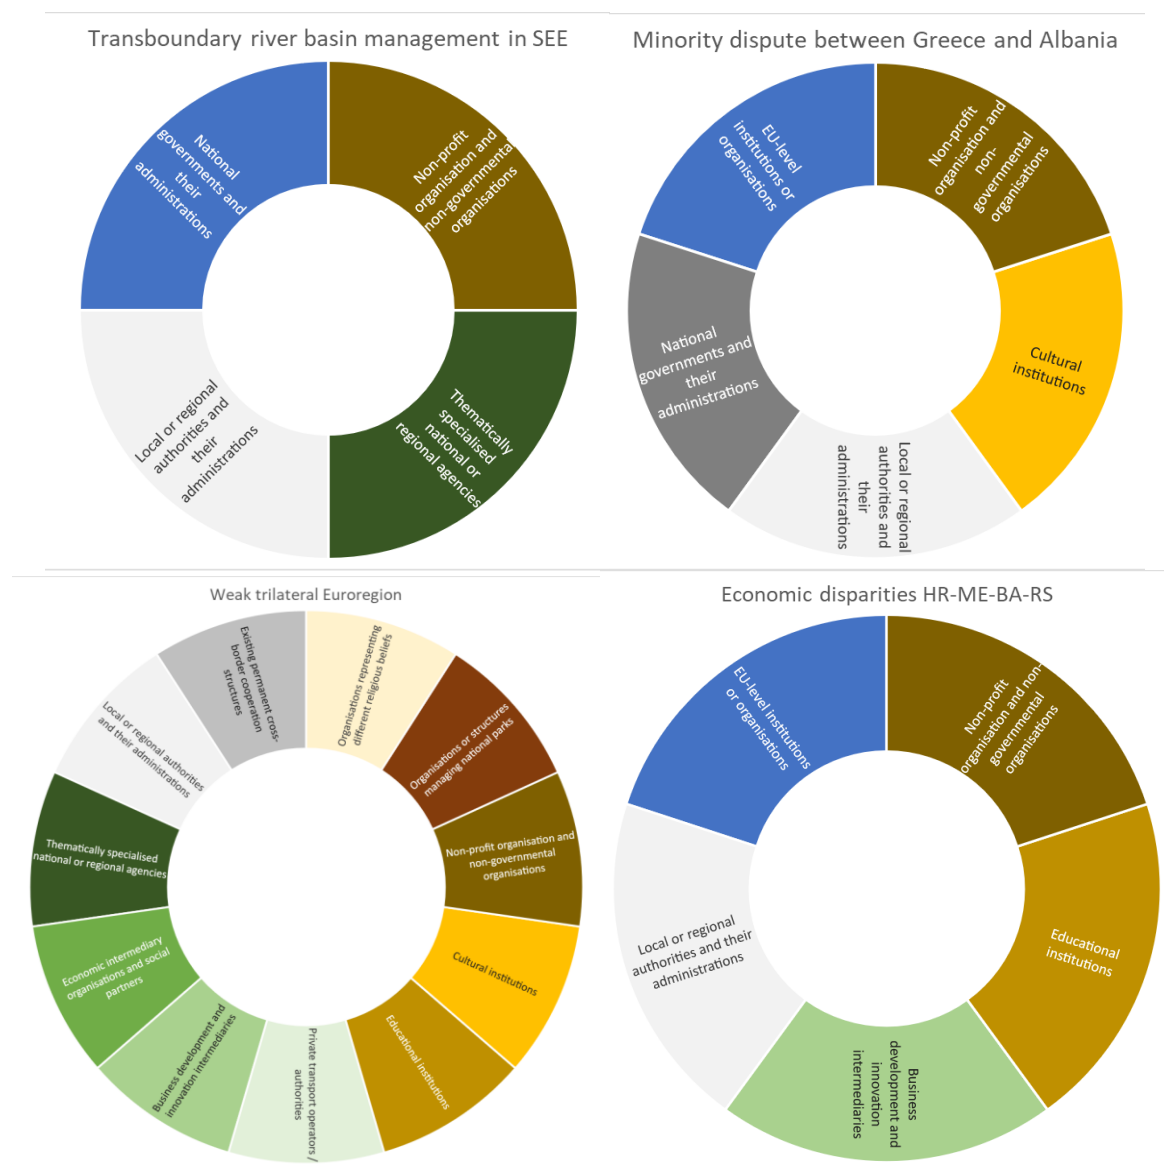 Transboundary river basin management in SEE
National
governments and
their
administrations
Non-profit
organisation and
non-governmental
organisations
Local or regional
authorities and
their
administrations
Thematically
specialised
national or
regional agencies
Minority dispute between Greece and Albania
EU-level
institutions or
organisations
Non-profit
organisation and
non-
governmental
organisations
National
governments and
their
administrations
Cultural
institutions
Local or regional
authorities and
their
administrations
Weak trilateral Euroregion
Existing permanent cross-
border cooperation
structures
Organisations representing
different religious beliefs
Local or regional authorities
and their administrations
Organisations or structures
managing national parks
Thematically specialised
national or regional agencies
Non-profit organisation and
non-governmental
organisations
Economic intermediary
organisations and social
partners
Cultural institutions
Business development and
innovation intermediaries
Private transport operators /
authorities
Educational institutions
Economic disparities HR-ME-BA-RS
EU-level institutions
or organisations
Non-profit
organisation and non-
governmental
organisations
Local or regional
authorities and their
administrations
Educational
institutions
Business
development and
innovation
intermediaries